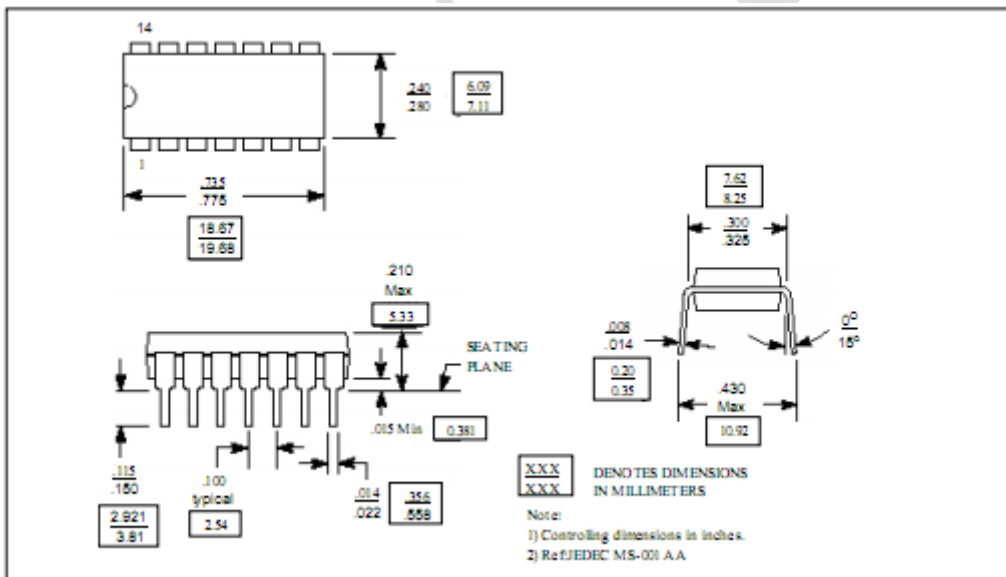 14
.240
.280
6.09
7.11
1
.735
.775
18.67
19.68
7.62
8.25
.300
.325
.210
Max
5.33
SEATING
PLANE
.008
.014
0.20
0.35
0°
15°
.430
Max
10.92
.015 Min
0.381
.115
.150
2.921
3.81
.100
typical
2.54
.014
.022
.356
.558
XXX
XXX
DENOTES DIMENSIONS
IN MILLIMETERS
Note:
1) Controlling dimensions in inches.
2) Ref:JEDEC MS-001 AA